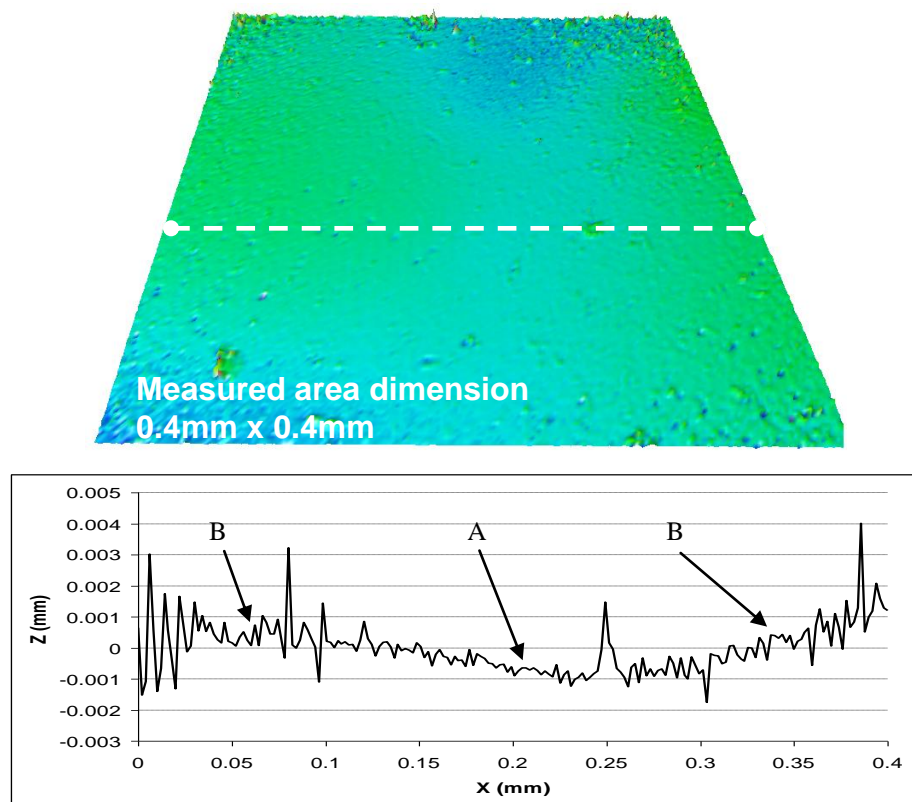 Measured area dimension
0.4mm x 0.4mm
0.005
0.004
0.003
0.002
0.001
0
-0.001
-0.002
-0.003
Z (mm)
B
A
B
0 0.05 0.1 0.15 0.2 0.25 0.3 0.35 0.4
X (mm)